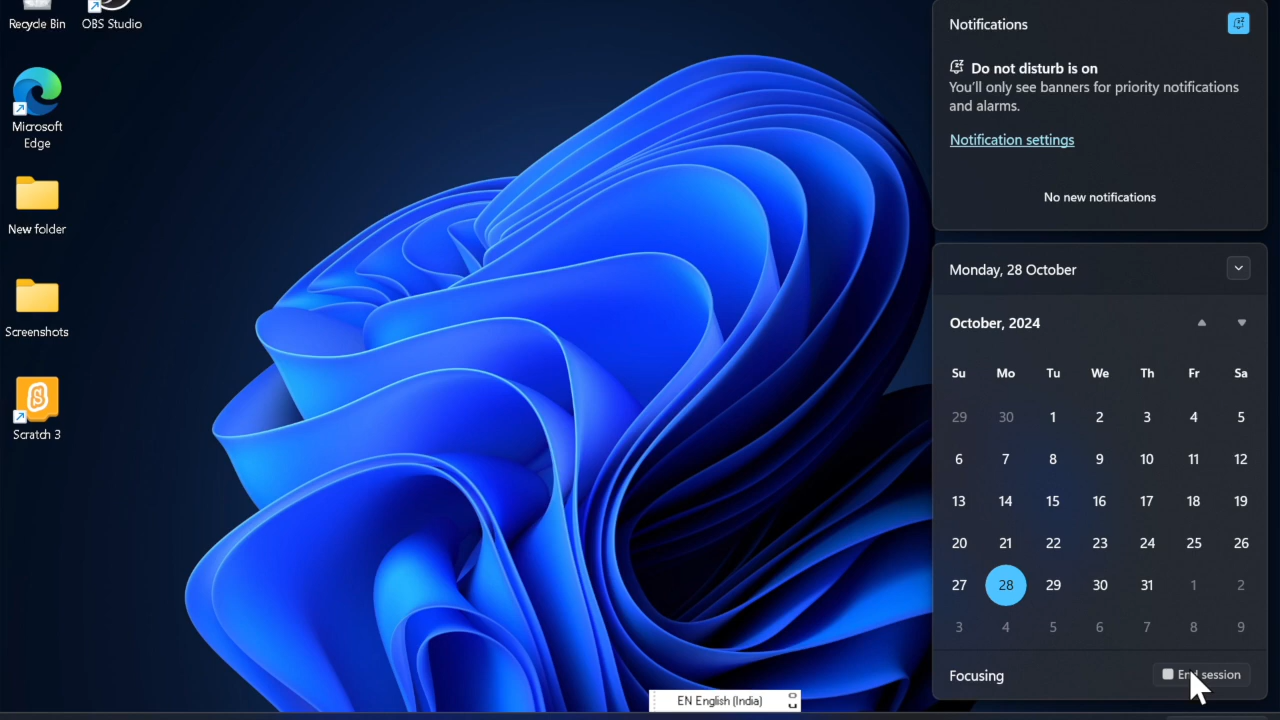 Recycle Bin
OBS Studio
Microsoft
Edge
New folder
Screenshots
Scratch 3
Notifications
Do not disturb is on
You'll only see banners for priority notifications
and alarms.
Notification settings
No new notifications
Monday, 28 October
October, 2024
Su Mo Tu We Th Fr Sa
29 30 1 2 3 4 5
6 7 8 9 10 11 12
13 14 15 16 17 18 19
20 21 22 23 24 25 26
27 28 29 30 31 1 2
3 4 5 6 7 8 9
Focusing
End session
EN English (India)